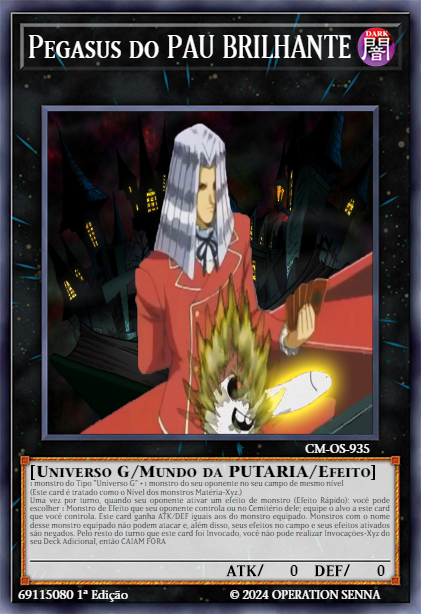 PEGASUS DO PAU BRILHANTE
DARK
闇
CM-OS-935
[UNIVERSO G/MUNDO DA PUTARIA/EFEITO]
1 monstro do Tipo "Universo G" + 1 monstro do seu oponente no seu campo de mesmo nível
(Este card é tratado como o Nível dos monstros Matéria-Xyz.)
Uma vez por turno, quando seu oponente ativar um efeito de monstro (Efeito Rápido): você pode
escolher 1 Monstro de Efeito que seu oponente controla ou no Cemitério dele; equipe o alvo a este card
que você controla. Este card ganha ATK/DEF iguais aos do monstro equipado. Monstros com o nome
desse monstro equipado não podem atacar e, além disso, seus efeitos no campo e seus efeitos ativados
são negados. Pelo resto do turno que este card foi Invocado, você não pode realizar Invocações-Xyz do
seu Deck Adicional, então CAIAM FORA
ATK/ 0 DEF/ 0
69115080 1ª Edição
© 2024 OPERATION SENNA